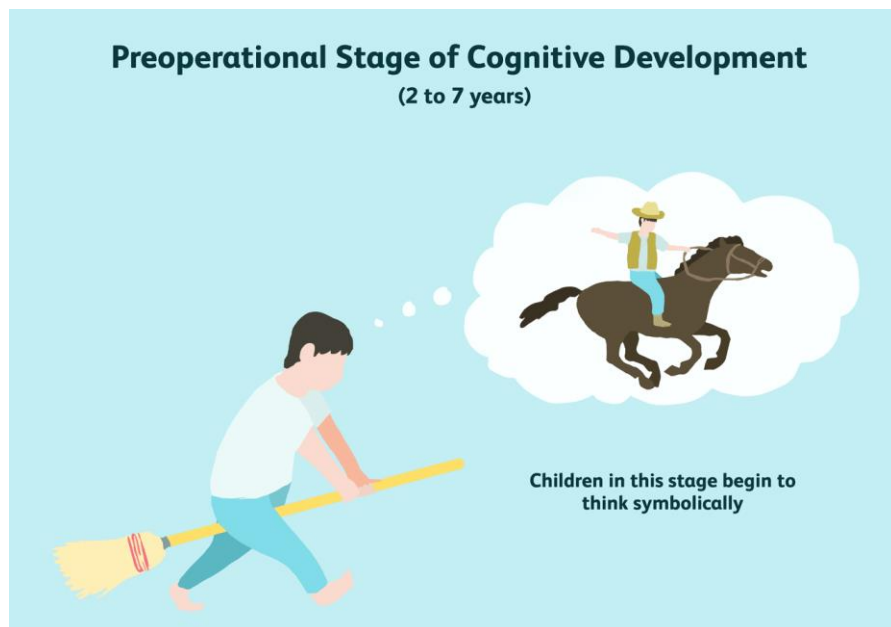 Preoperational Stage of Cognitive Development
(2 to 7 years)
Children in this stage begin to
think symbolically